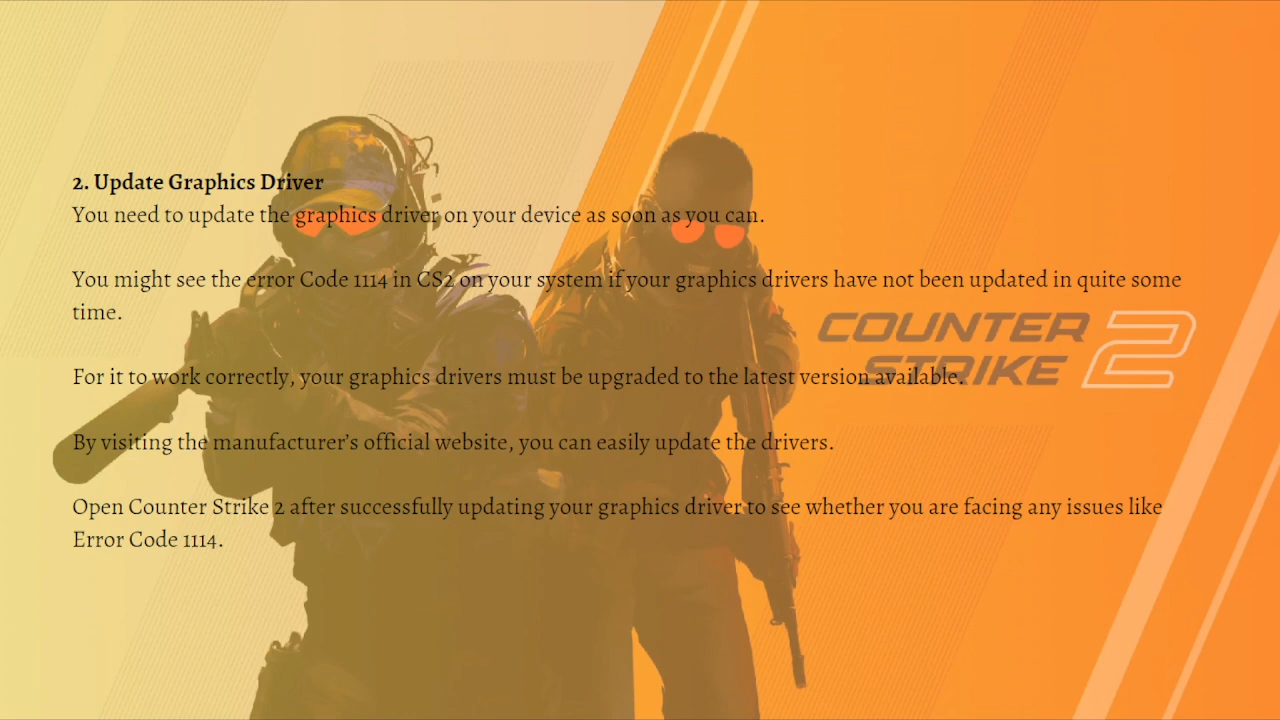 2. Update Graphics Driver
You need to update the graphics driver on your device as soon as you can.
You might see the error Code 1114 in CS2 on your system if your graphics drivers have not been updated in quite some
time.
COUNTER
STRIKE 2
For it to work correctly, your graphics drivers must be upgraded to the latest version available.
By visiting the manufacturer's official website, you can easily update the drivers.
Open Counter Strike 2 after successfully updating your graphics driver to see whether you are facing any issues like
Error Code 1114.